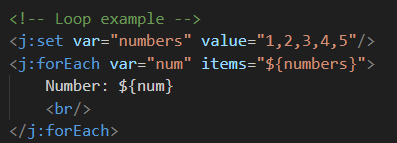 <!-- Loop example -->
<j:set var="numbers" value="1,2,3,4,5"/>
<j:forEach var="num" items="${numbers}">
    Number: ${num}
    <br/>
</j:forEach>